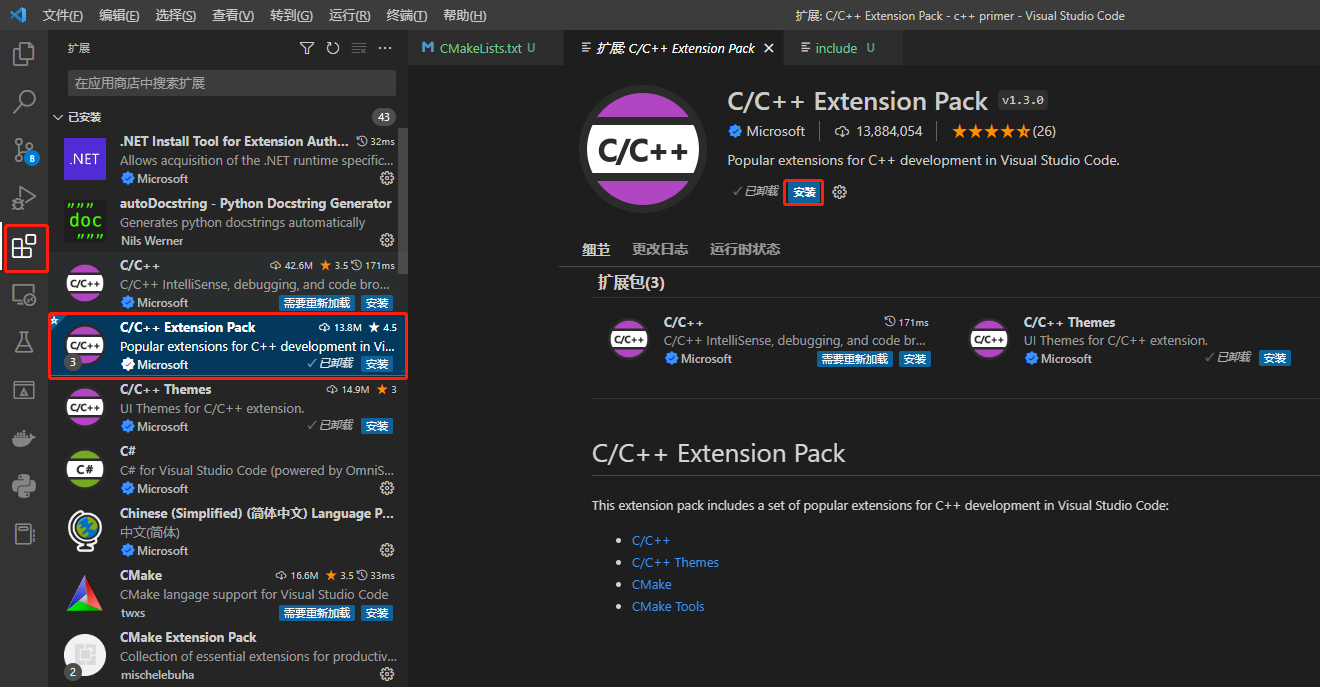 文件(F) 编辑(E) 选择(S) 查看(V) 转到(G) 运行(R) 终端(T) 帮助(H) 扩展: C/C++ Extension Pack - c++ primer - Visual Studio Code
8
扩展
在应用商店中搜索扩展
已安装 43
.NET
.NET Install Tool for Extension Auth... 32ms
Allows acquisition of the .NET runtime specific...
Microsoft
"""
doc
"""
autoDocstring - Python Docstring Generator
Generates python docstrings automatically
Nils Werner
C/C++
C/C++ 42.6M 3.5 171ms
C/C++ IntelliSense, debugging, and code bro...
Microsoft 需要重新加载 安装
C/C++
3
C/C++ Extension Pack 13.8M 4.5
Popular extensions for C++ development in Vi...
Microsoft 已卸载 安装
C/C++
C/C++ Themes 14.9M 3
UI Themes for C/C++ extension.
Microsoft 已卸载 安装
C#
C#
C# for Visual Studio Code (powered by OmniS...
Microsoft
Chinese (Simplified) (简体中文) Language P...
中文(简体)
Microsoft
CMake 16.6M 3.5 33ms
CMake langage support for Visual Studio Code
twxs 需要重新加载 安装
2
CMake Extension Pack
Collection of essential extensions for productiv...
mischelebuha
M CMakeLists.txt U
扩展: C/C++ Extension Pack
include U
C/C++
C/C++ Extension Pack v1.3.0
Microsoft 13,884,054 (26)
Popular extensions for C++ development in Visual Studio Code.
已卸载 安装
细节 更改日志 运行时状态
扩展包(3)
C/C++
C/C++ 171ms
C/C++ IntelliSense, debugging, and code br...
Microsoft 需要重新加载 安装
C/C++
C/C++ Themes
UI Themes for C/C++ extension.
Microsoft 已卸载 安装
C/C++ Extension Pack
This extension pack includes a set of popular extensions for C++ development in Visual Studio Code:
C/C++
C/C++ Themes
CMake
CMake Tools